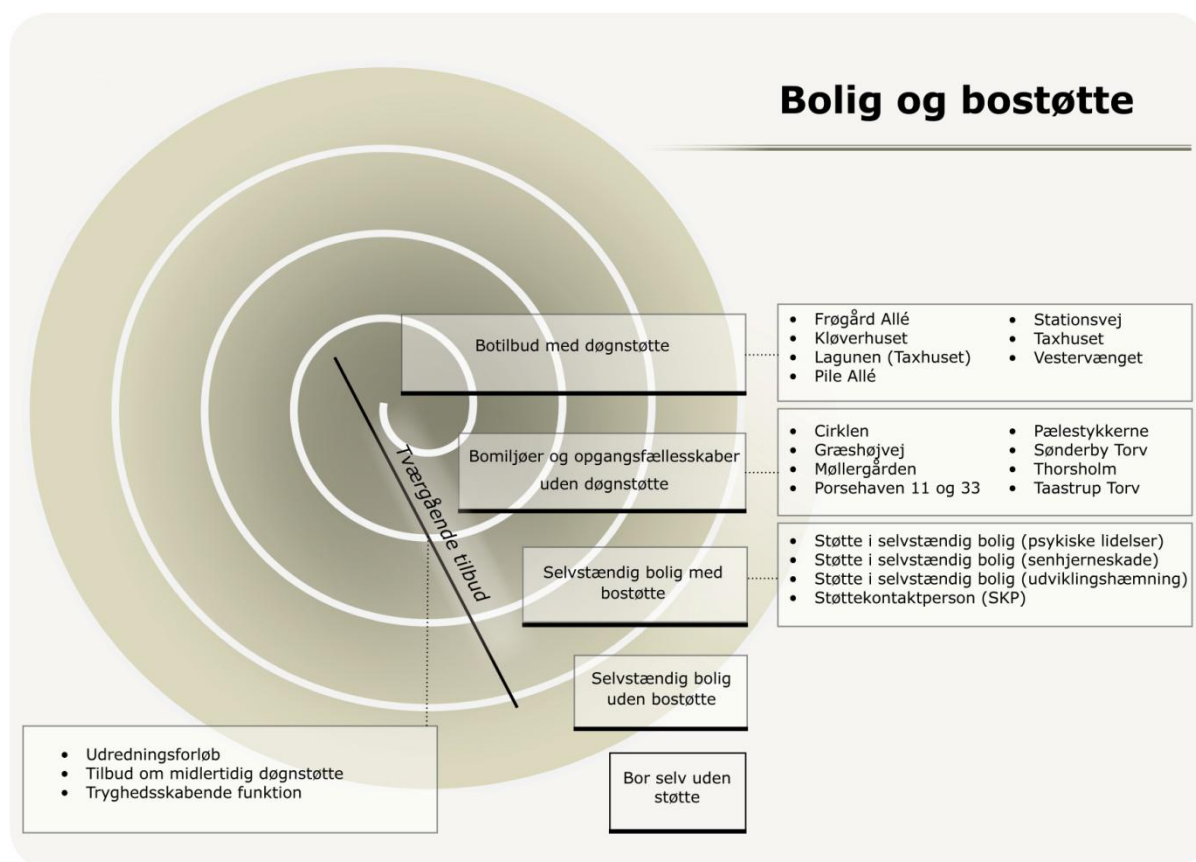 Bolig og bostøtte
Botilbud med døgnstøtte
• Frøgård Allé
• Kløverhuset
• Lagunen (Taxhuset)
• Pile Allé
• Stationsvej
• Taxhuset
• Vestervænget
Bomiljøer og opgangsfællesskaber
uden døgnstøtte
• Cirklen
• Græshøjvej
• Møllergården
• Porsehaven 11 og 33
• Pælestykkerne
• Sønderby Torv
• Thorsholm
• Taastrup Torv
Selvstændig bolig med
bostøtte
• Støtte i selvstændig bolig (psykiske lidelser)
• Støtte i selvstændig bolig (senhjerneskade)
• Støtte i selvstændig bolig (udviklingshæmning)
• Støttekontaktperson (SKP)
Selvstændig bolig
uden bostøtte
Bor selv uden
støtte
Tværgående tilbud
• Udredningsforløb
• Tilbud om midlertidig døgnstøtte
• Tryghedsskabende funktion